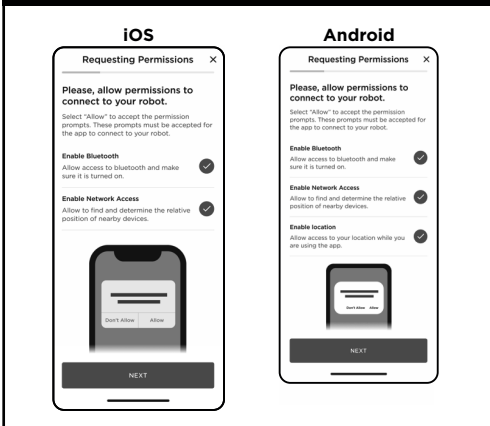 iOS
Requesting Permissions ×
Please, allow permissions to
connect to your robot.
Select "Allow" to accept the permission
prompts. These prompts must be accepted for
the app to connect to your robot.
Enable Bluetooth
Allow access to bluetooth and make
sure it is turned on.
Enable Network Access
Allow to find and determine the relative
position of nearby devices.
Don't Allow Allow
NEXT
Android
Requesting Permissions ×
Please, allow permissions to
connect to your robot.
Select "Allow" to accept the permission
prompts. These prompts must be accepted for
the app to connect to your robot.
Enable Bluetooth
Allow access to bluetooth and make
sure it is turned on.
Enable Network Access
Allow to find and determine the relative
position of nearby devices.
Enable location
Allow access to your location while you
are using the app.
Don't Allow Allow
NEXT